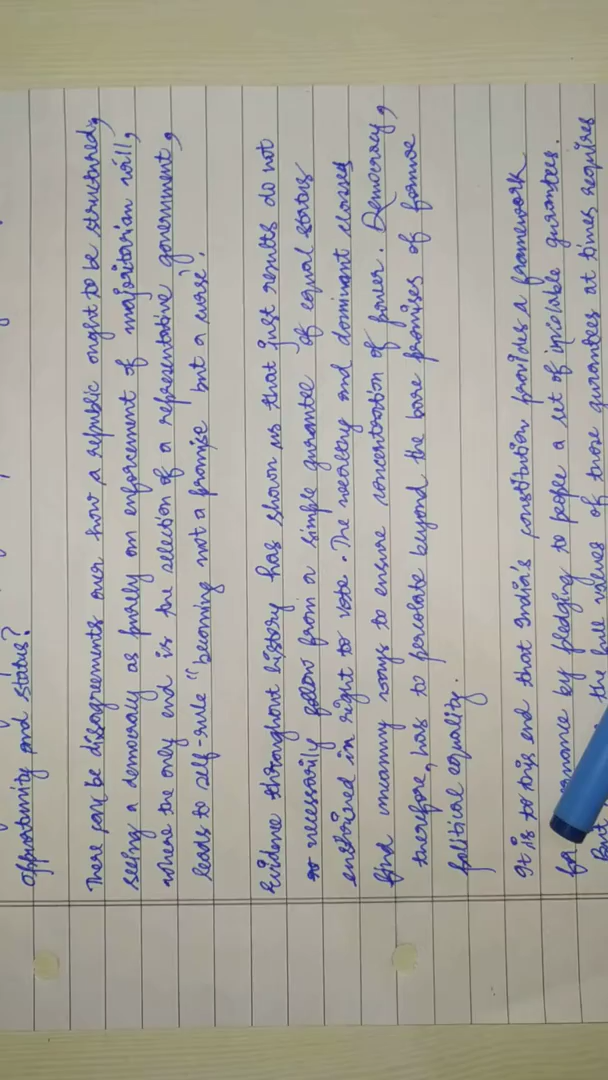 opportunity and status?
There can be disagreements over how a republic ought to be structured,
seeing a democracy as purely an enforcement of majoritarian will,
where the only end is the selection of a representative government,
leads to self-rule "becoming not a promise but a curse'.
Evidence throughout history has shown us that just results do not
necessarily follow from a simple gurantee of equal status
enshrined in right to vote. The wealthy and dominant classes
find uncanny ways to ensure concentration of power. Democracy,
therefore, has to percolate beyond the bare promises of formal
political equality.
It is to this end that India's constitution provides a framework
for by pledging to people a set of inviolable gurantees.
the full values of those gurantees at times requires